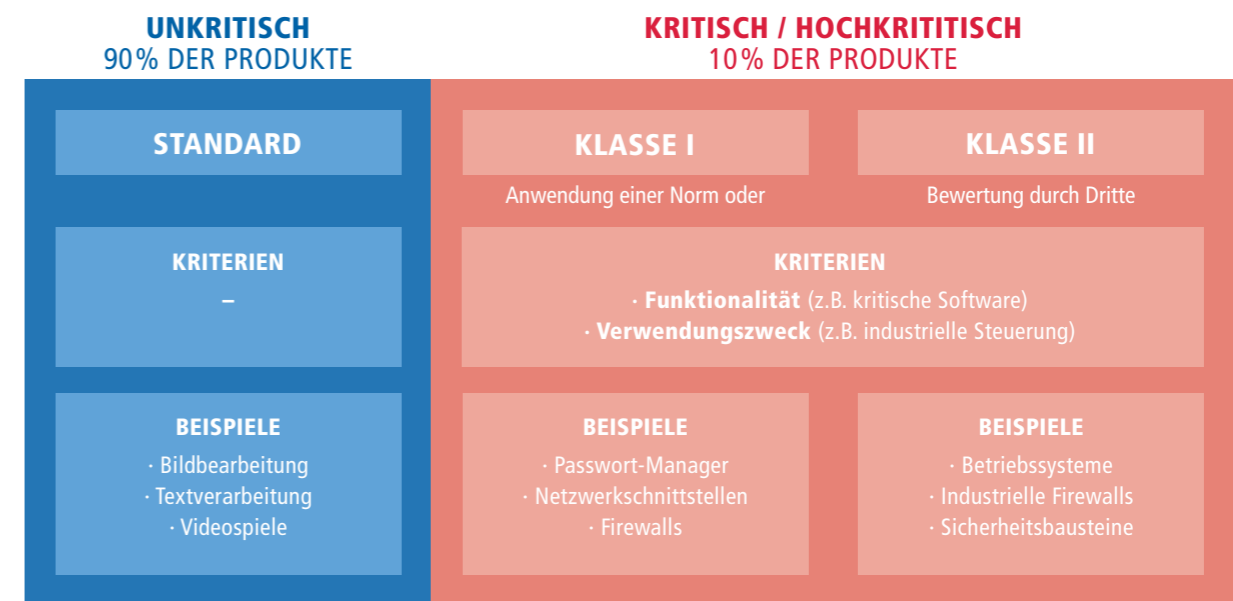 UNKRITISCH
90% DER PRODUKTE
KRITISCH / HOCHKRITITISCH
10% DER PRODUKTE
STANDARD
KLASSE I
KLASSE II
Anwendung einer Norm oder
Bewertung durch Dritte
KRITERIEN
–
KRITERIEN
· Funktionalität (z.B. kritische Software)
· Verwendungszweck (z.B. industrielle Steuerung)
BEISPIELE
· Bildbearbeitung
· Textverarbeitung
· Videospiele
BEISPIELE
· Passwort-Manager
· Netzwerkschnittstellen
· Firewalls
BEISPIELE
· Betriebssysteme
· Industrielle Firewalls
· Sicherheitsbausteine